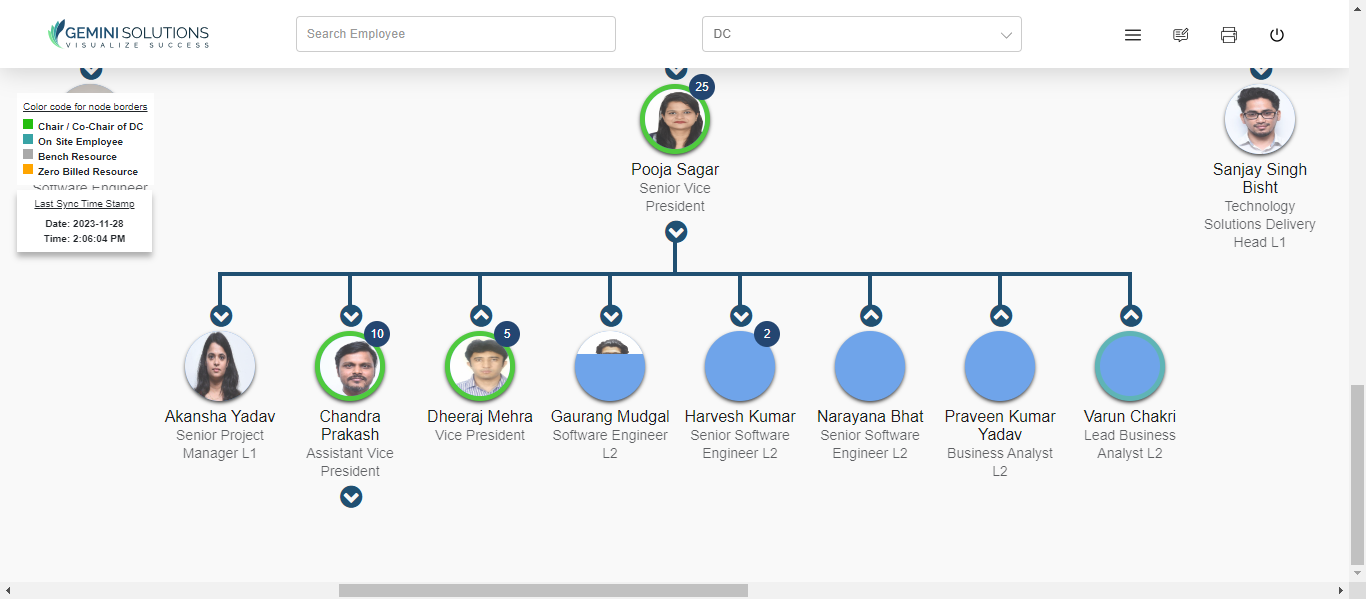 GEMINI SOLUTIONS
VISUALIZE SUCCESS
Search Employee
DC
Color code for node borders
Chair / Co-Chair of DC
On Site Employee
Bench Resource
Zero Billed Resource
Software Engineer
Last Sync Time Stamp
Date: 2023-11-28
Time: 2:06:04 PM
25
Pooja Sagar
Senior Vice
President
Sanjay Singh
Bisht
Technology
Solutions Delivery
Head L1
Akansha Yadav
Senior Project
Manager L1
10
Chandra
Prakash
Assistant Vice
President
5
Dheeraj Mehra
Vice President
Gaurang Mudgal
Software Engineer
L2
2
Harvesh Kumar
Senior Software
Engineer L2
Narayana Bhat
Senior Software
Engineer L2
Praveen Kumar
Yadav
Business Analyst
L2
Varun Chakri
Lead Business
Analyst L2